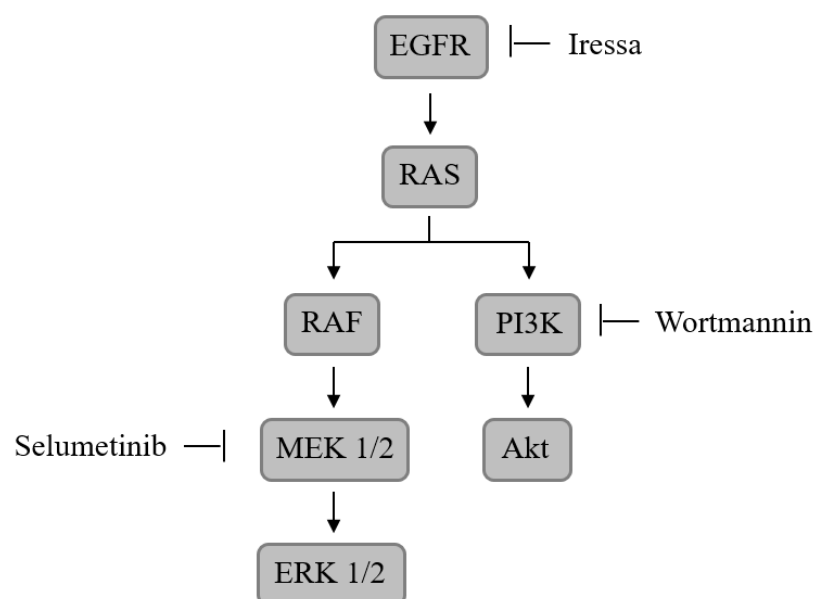 EGFR
Iressa
RAS
RAF
PI3K
Wortmannin
Selumetinib
MEK 1/2
Akt
ERK 1/2